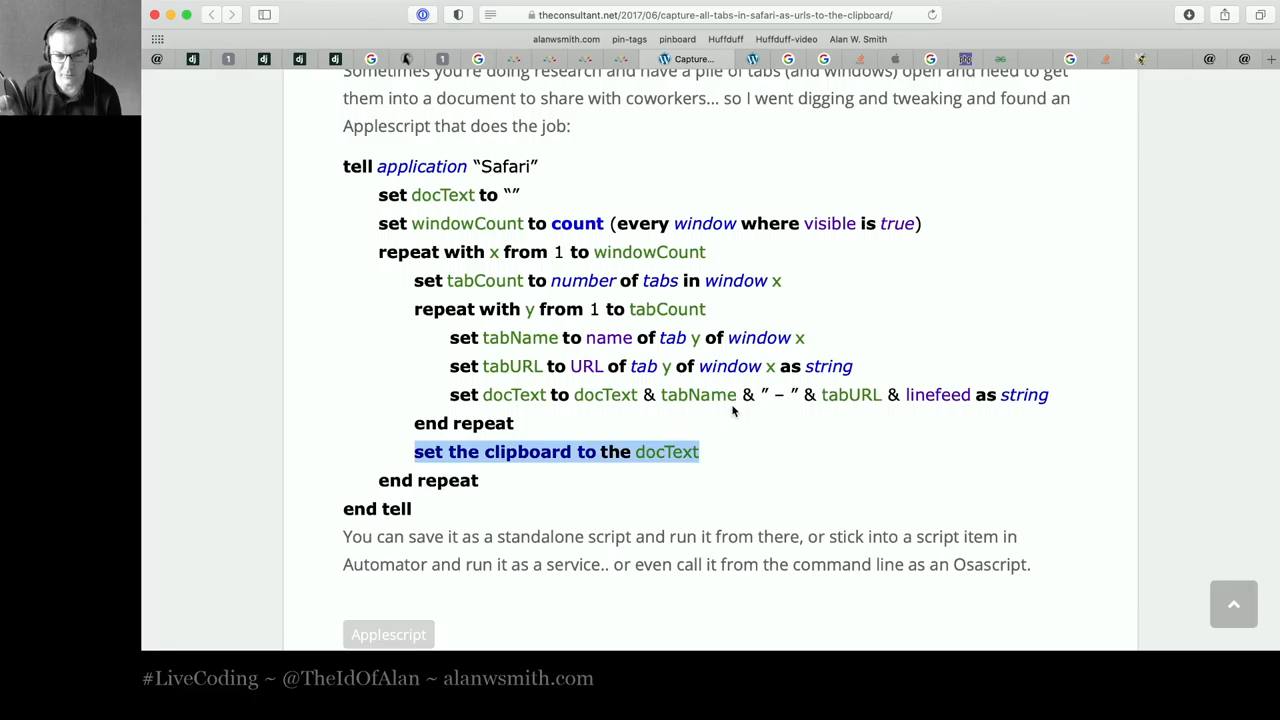 theconsultant.net/2017/06/capture-all-tabs-in-safari-as-urls-to-the-clipboard/
alanwsmith.com pin-tags pinboard Huffduff Huffduff-video Alan W. Smith
@ dj 1 dj dj dj G 1 G Capture... G G G G @ @
Sometimes you're doing research and have a pile of tabs (and windows) open and need to get
them into a document to share with coworkers… so I went digging and tweaking and found an
Applescript that does the job:
tell application “Safari”
set docText to “”
set windowCount to count (every window where visible is true)
repeat with x from 1 to windowCount
set tabCount to number of tabs in window x
repeat with y from 1 to tabCount
set tabName to name of tab y of window x
set tabURL to URL of tab y of window x as string
set docText to docText & tabName & ” – ” & tabURL & linefeed as string
end repeat
set the clipboard to the docText
end repeat
end tell
You can save it as a standalone script and run it from there, or stick into a script item in
Automator and run it as a service.. or even call it from the command line as an Osascript.
Applescript
#LiveCoding ~ @TheIdOfAlan ~ alanwsmith.com